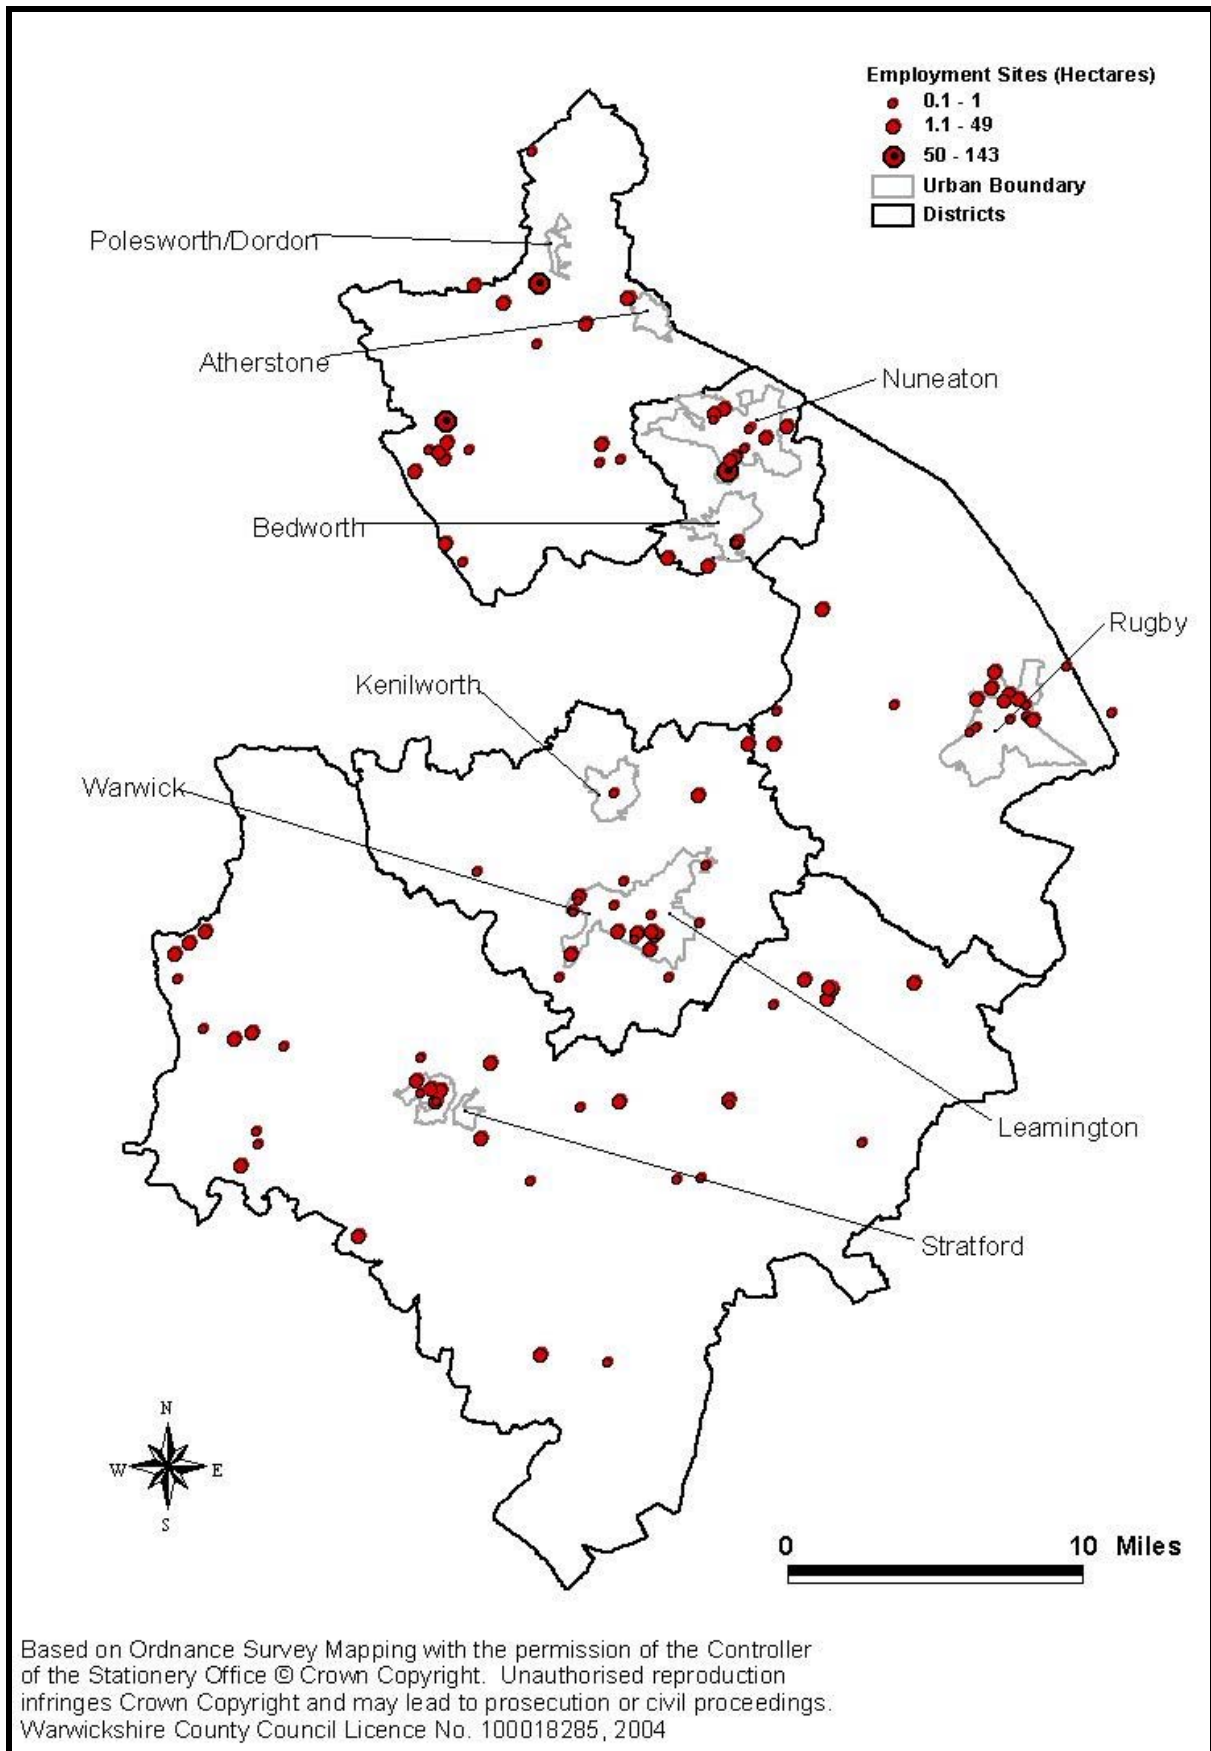 Employment Sites (Hectares)
0.1 - 1
1.1 - 49
50 - 143
Urban Boundary
Districts
Polesworth/Dordon
Atherstone
Nuneaton
Bedworth
Rugby
Kenilworth
Warwick
Leamington
Stratford
N
W E
S
0 10 Miles
Based on Ordnance Survey Mapping with the permission of the Controller
of the Stationery Office © Crown Copyright. Unauthorised reproduction
infringes Crown Copyright and may lead to prosecution or civil proceedings.
Warwickshire County Council Licence No. 100018285, 2004